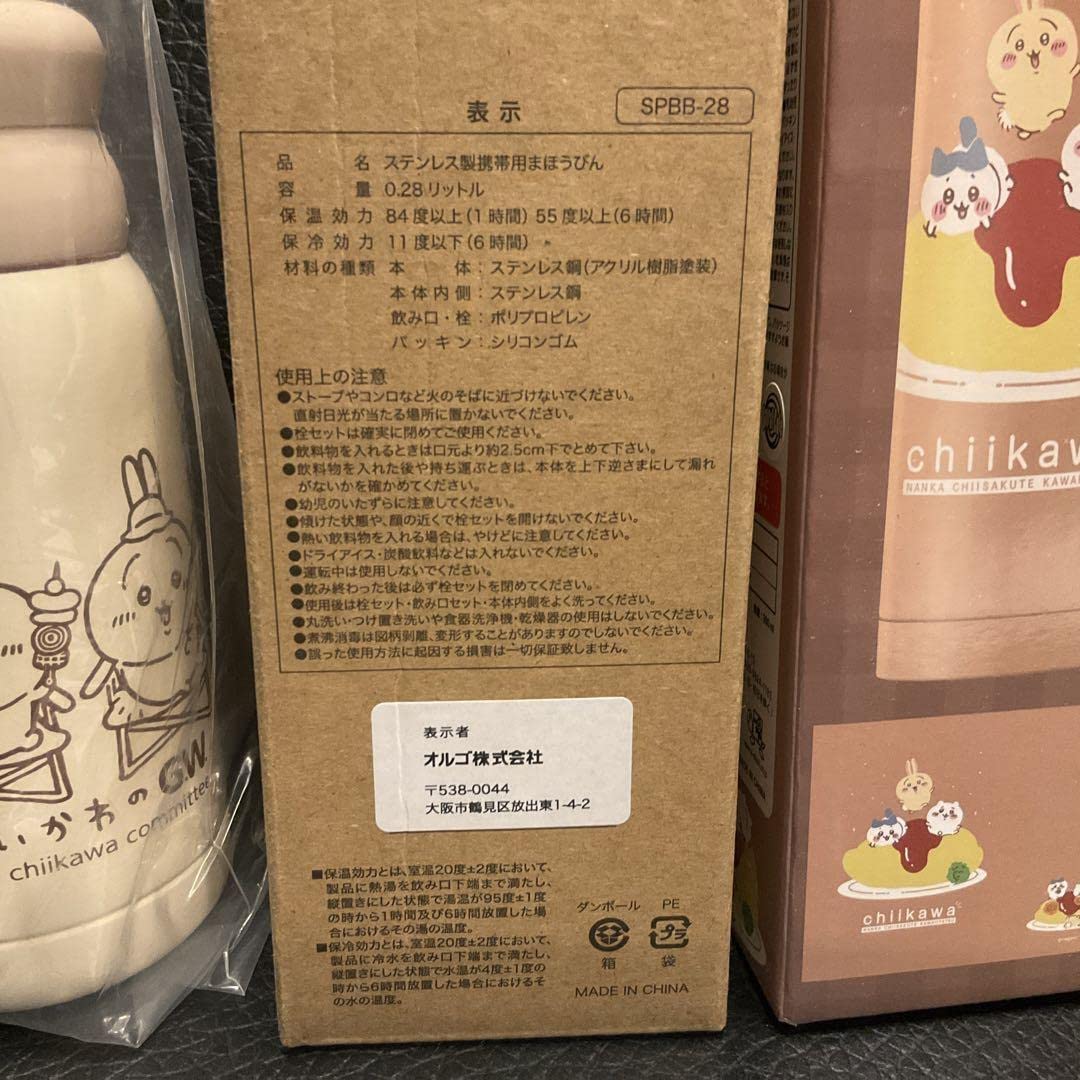 表示
SPBB-28
品名 ステンレス製携帯用まほうびん
容量 0.28リットル
保温効力 84度以上(1時間) 55度以上(6時間)
保冷効力 11度以下(6時間)
材料の種類 本体：ステンレス鋼(アクリル樹脂塗装)
本体内側：ステンレス鋼
飲み口・栓：ポリプロピレン
パッキン：シリコンゴム
使用上の注意
●ストーブやコンロなど火のそばに近づけないでください。
直射日光が当たる場所に置かないでください。
●栓セットは確実に閉めてご使用ください。
●飲料物を入れるときは口元より約2.5cm下でとめて下さい。
●飲料物を入れた後や持ち運ぶときは、本体を上下逆さまにして漏れ
がないかを確かめてください。
●幼児のいたずらに注意してください。
●傾けた状態や、顔の近くで栓セットを開けないでください。
●熱い飲料物を入れる場合は、やけどに注意してください。
●ドライアイス・炭酸飲料などは入れないでください。
●運転中は使用しないでください。
●飲み終わった後は必ず栓セットを閉めてください。
●使用後は栓セット・飲み口セット・本体内側をよく洗ってください。
●丸洗い・つけ置き洗いや食器洗浄機・乾燥器の使用はしないでください。
●煮沸消毒は図柄剥離、変形することがありますのでしないでください。
●誤った使用方法に起因する損害は一切保証致しません。
表示者
オルゴ株式会社
〒538-0044
大阪市鶴見区放出東1-4-2
■保温効力とは、室温20度±2度において、
製品に熱湯を飲み口下端まで満たし、
縦置きにした状態で湯温が95度±1度
の時から1時間及び6時間放置した場
合におけるその湯の温度。
■保冷効力とは、室温20度±2度において、
製品に冷水を飲み口下端まで満たし、
縦置きにした状態で水温が4度±1度の
時から6時間放置した場合におけるそ
の水の温度。
ダンボール PE
プラ
箱 袋
MADE IN CHINA
いかわのG.W.
chiikawa committee
chiikaw
NANKA CHIISAKUTE KAWAI
chiikawa